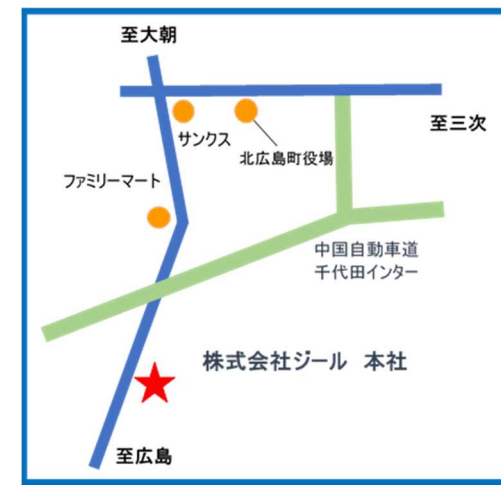 至大朝
至三次
サンクス
北広島町役場
ファミリーマート
中国自動車道
千代田インター
株式会社ジール 本社
至広島